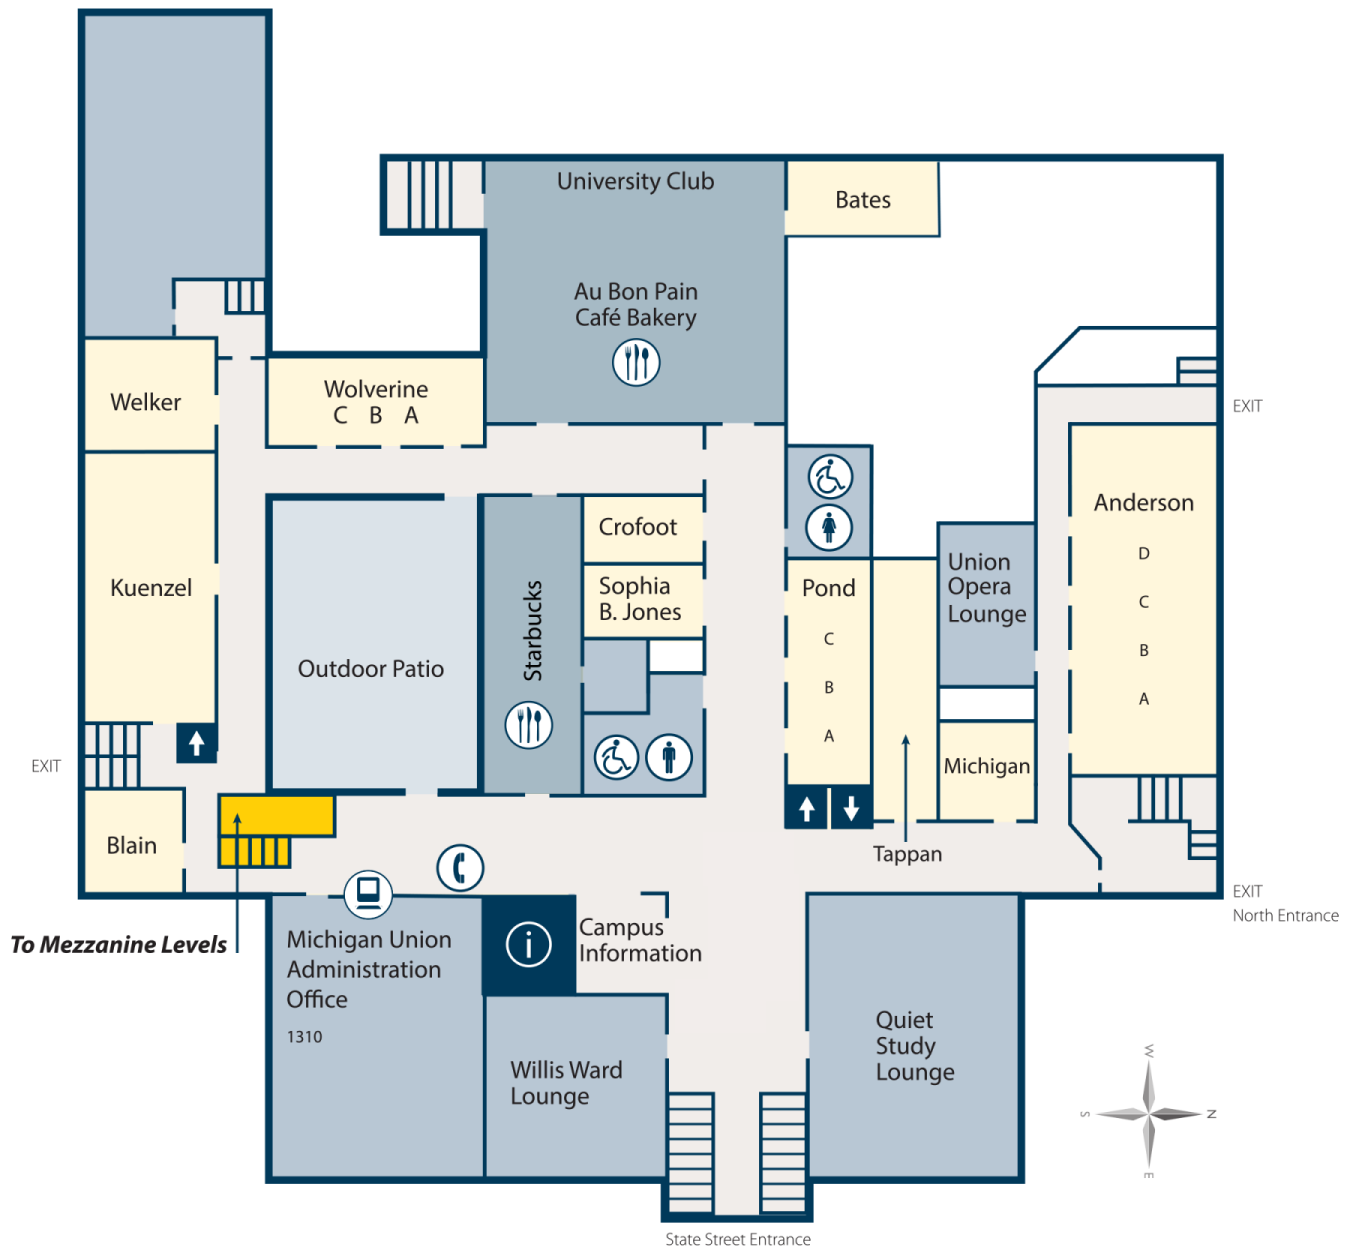 University Club
Bates
Au Bon Pain
Café Bakery
Welker
Wolverine
C B A
EXIT
Anderson
D
C
B
A
Crofoot
Sophia
B. Jones
Starbucks
Kuenzel
Outdoor Patio
Pond
C
B
A
Union
Opera
Lounge
Michigan
EXIT
Blain
Tappan
EXIT
North Entrance
To Mezzanine Levels
Michigan Union
Administration
Office
1310
i
Campus
Information
Willis Ward
Lounge
Quiet
Study
Lounge
W
S
N
E
State Street Entrance